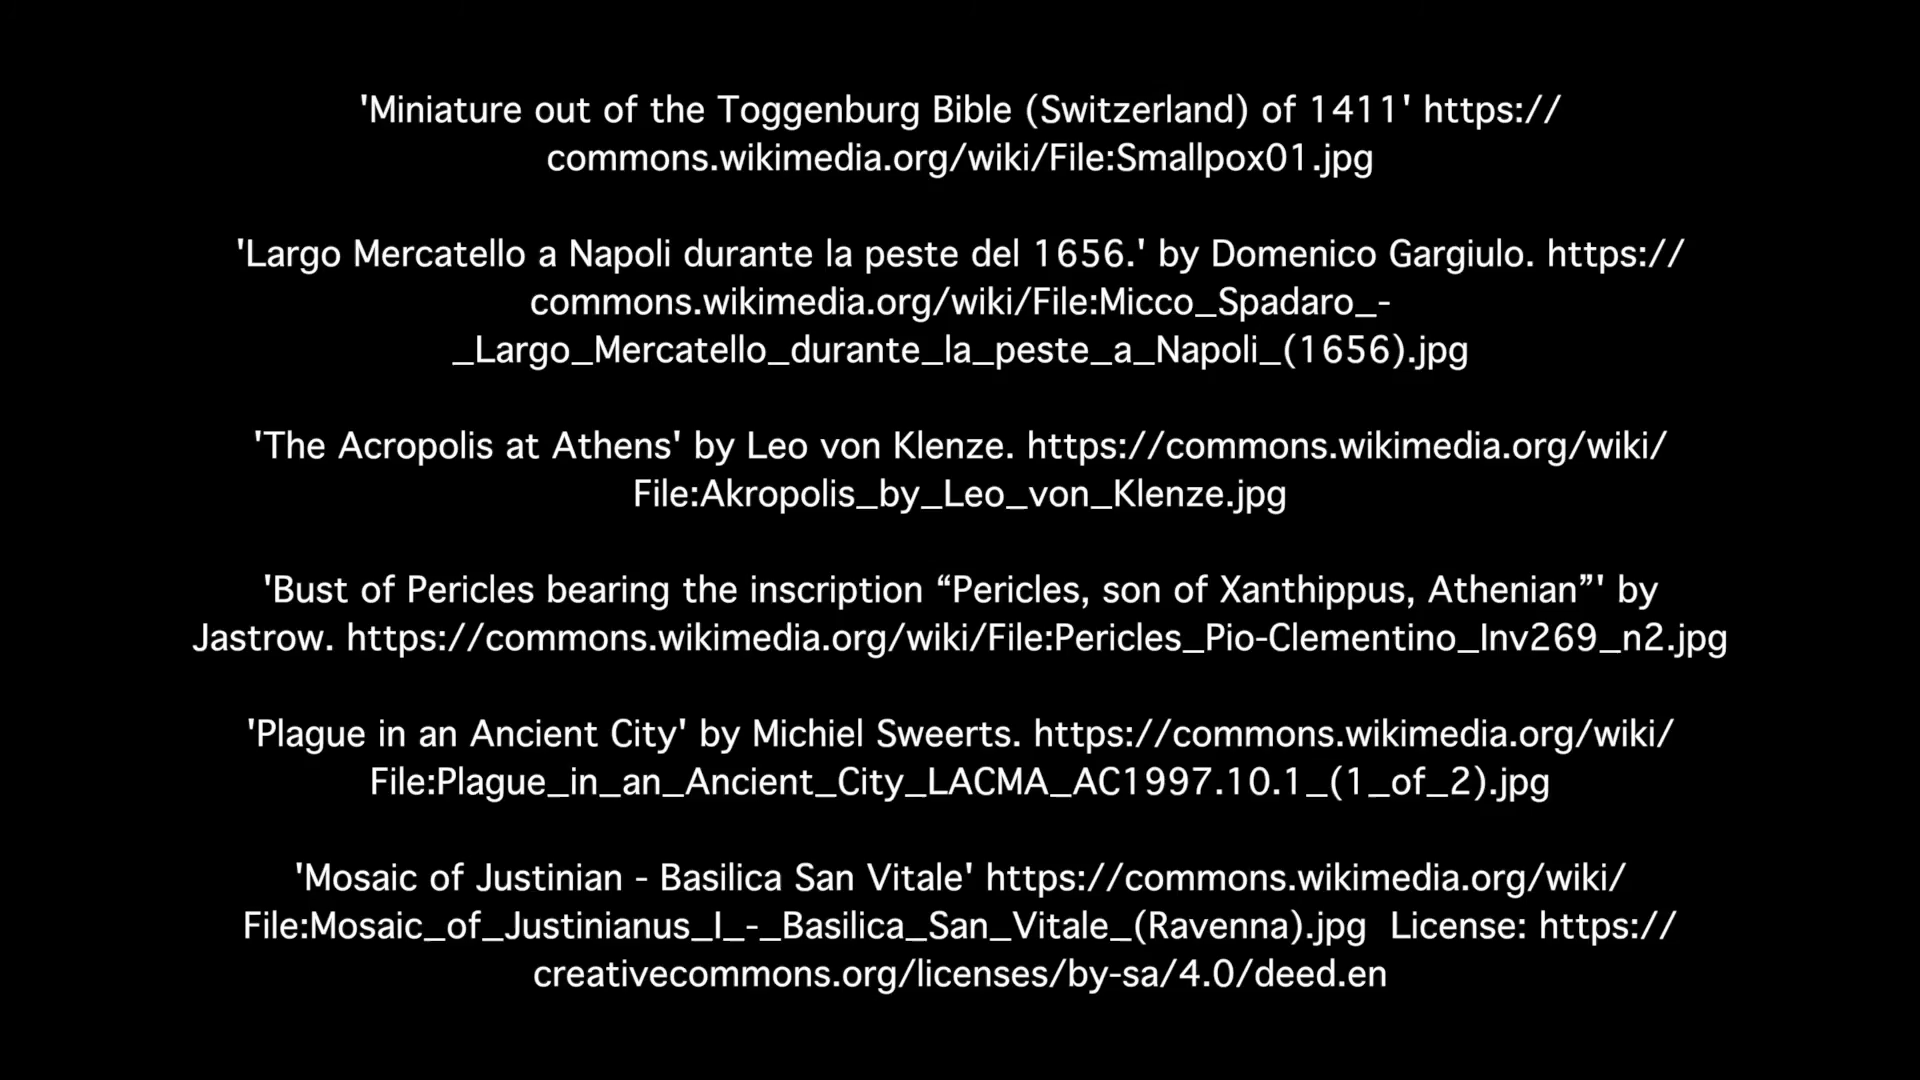 'Miniature out of the Toggenburg Bible (Switzerland) of 1411' https://
commons.wikimedia.org/wiki/File:Smallpox01.jpg
'Largo Mercatello a Napoli durante la peste del 1656.' by Domenico Gargiulo. https://
commons.wikimedia.org/wiki/File:Micco_Spadaro_-
_Largo_Mercatello_durante_la_peste_a_Napoli_(1656).jpg
'The Acropolis at Athens' by Leo von Klenze. https://commons.wikimedia.org/wiki/
File:Akropolis_by_Leo_von_Klenze.jpg
'Bust of Pericles bearing the inscription “Pericles, son of Xanthippus, Athenian”' by
Jastrow. https://commons.wikimedia.org/wiki/File:Pericles_Pio-Clementino_Inv269_n2.jpg
'Plague in an Ancient City' by Michiel Sweerts. https://commons.wikimedia.org/wiki/
File:Plague_in_an_Ancient_City_LACMA_AC1997.10.1_(1_of_2).jpg
'Mosaic of Justinian - Basilica San Vitale' https://commons.wikimedia.org/wiki/
File:Mosaic_of_Justinianus_I_-_Basilica_San_Vitale_(Ravenna).jpg  License: https://
creativecommons.org/licenses/by-sa/4.0/deed.en